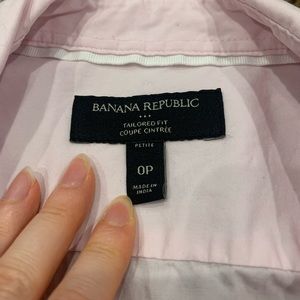 BANANA REPUBLIC
TAILORED FIT
COUPE CINTRÉE
PETITE
0P
MADE IN
INDIA